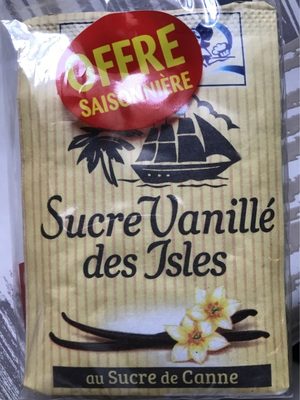 OFFRE
SAISONNIÈRE
Sucre Vanillé
des Isles
au Sucre de Canne